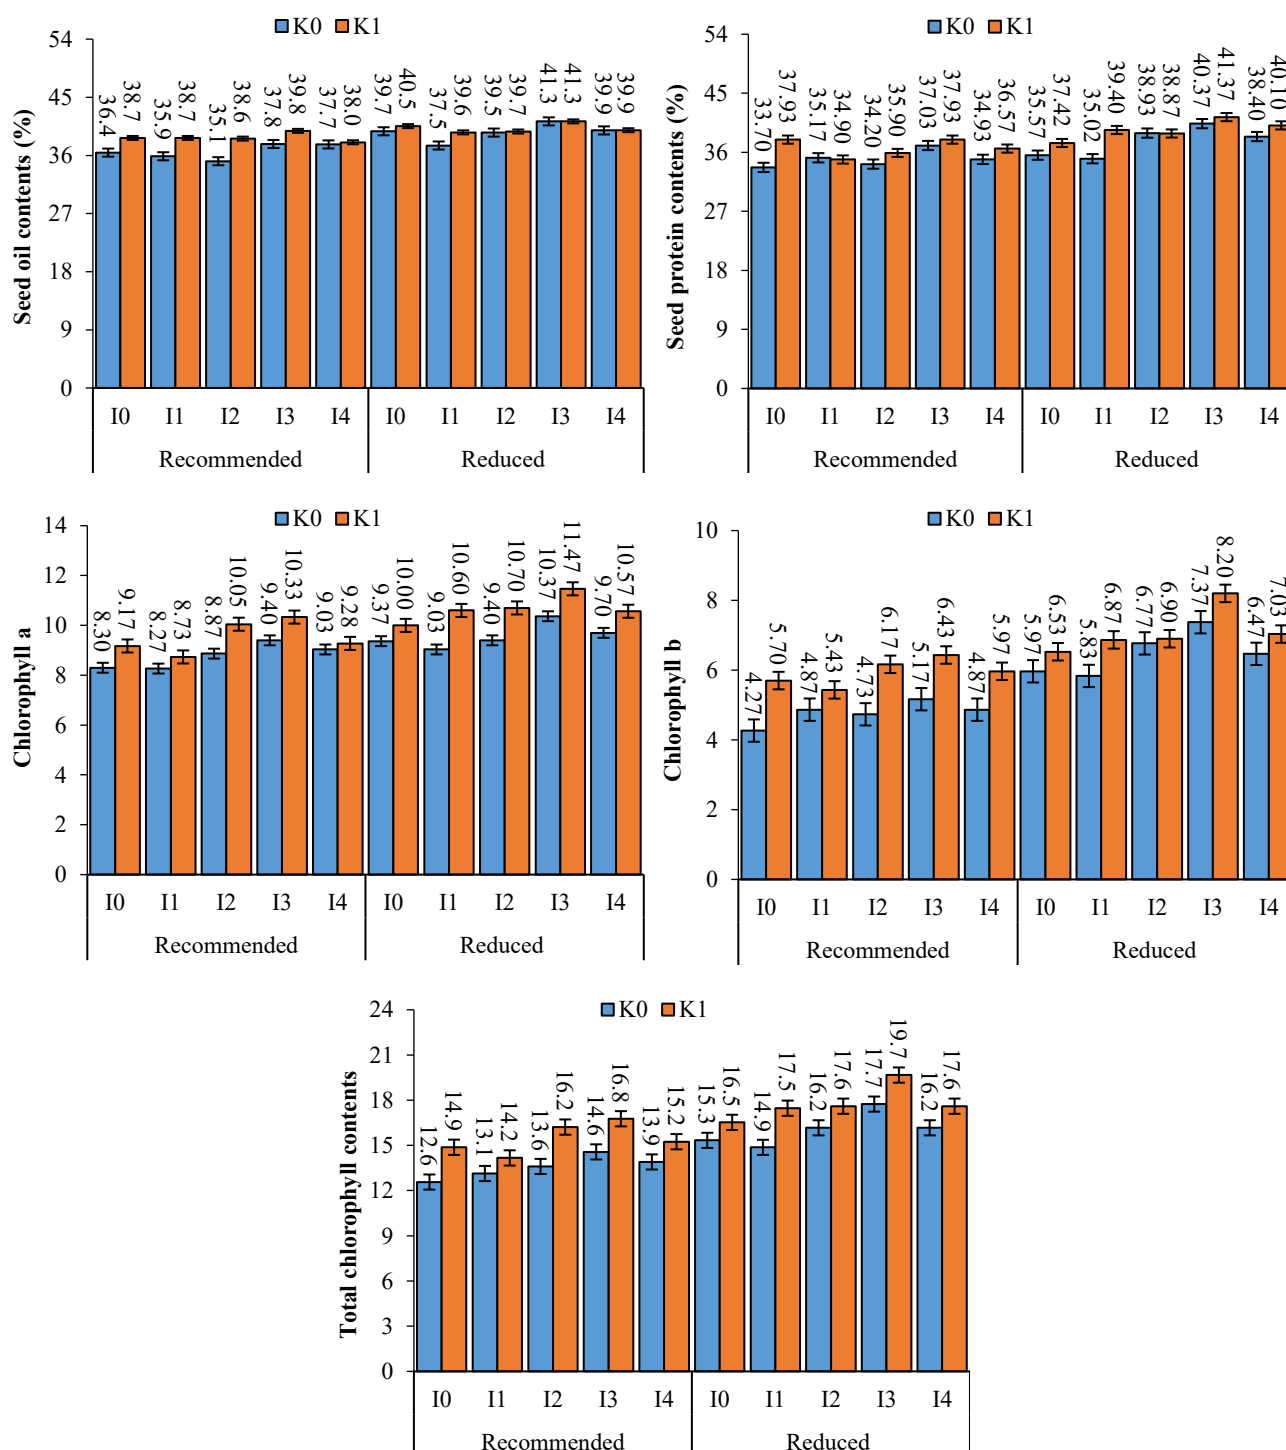 K0 K1
Seed oil contents (%)
54
45
36
27
18
9
0
36.4 38.7 35.9 38.7 35.1 38.6 37.8 39.8 37.7 38.0 39.7 40.5 37.5 39.6 39.5 39.7 41.3 41.3 39.9 39.9
I0 I1 I2 I3 I4 I0 I1 I2 I3 I4
Recommended Reduced
K0 K1
Seed protein contents (%)
54
45
36
27
18
9
0
33.70 37.93 35.17 34.90 34.20 35.90 37.03 37.93 34.93 36.57 35.57 37.42 35.02 39.40 38.93 38.87 40.37 41.37 38.40 40.10
I0 I1 I2 I3 I4 I0 I1 I2 I3 I4
Recommended Reduced
K0 K1
Chlorophyll a
14
12
10
8
6
4
2
0
8.30 9.17 8.27 8.73 8.87 10.05 9.40 10.33 9.03 9.28 9.37 10.00 9.03 10.60 9.40 10.70 10.37 11.47 9.70 10.57
I0 I1 I2 I3 I4 I0 I1 I2 I3 I4
Recommended Reduced
K0 K1
Chlorophyll b
10
8
6
4
2
0
4.27 5.70 4.87 5.43 4.73 6.17 5.17 6.43 4.87 5.97 5.97 6.53 5.83 6.87 6.77 6.90 7.37 8.20 6.47 7.03
I0 I1 I2 I3 I4 I0 I1 I2 I3 I4
Recommended Reduced
K0 K1
Total chlorophyll contents
24
21
18
15
12
9
6
3
0
12.6 14.9 13.1 14.2 13.6 16.2 14.6 16.8 13.9 15.2 15.3 16.5 14.9 17.5 16.2 17.6 17.7 19.7 16.2 17.6
I0 I1 I2 I3 I4 I0 I1 I2 I3 I4
Recommended Reduced